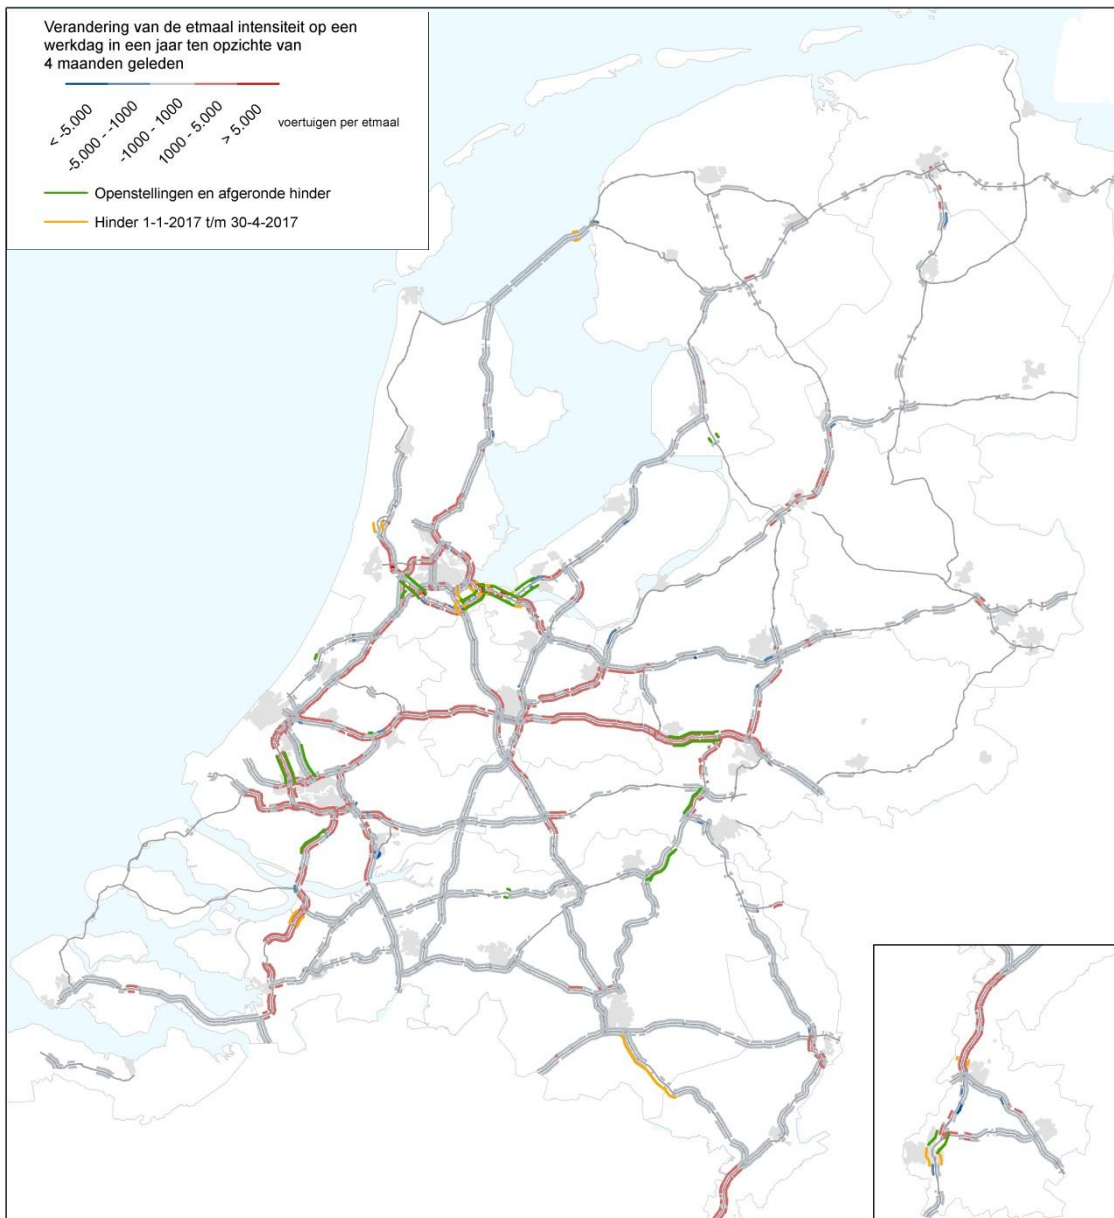 Verandering van de etmaal intensiteit op een
werkdag in een jaar ten opzichte van
4 maanden geleden
< -5.000
-5.000 - -1000
-1000 - 1000
1000 - 5.000
> 5.000
voertuigen per etmaal
Openstellingen en afgeronde hinder
Hinder 1-1-2017 t/m 30-4-2017